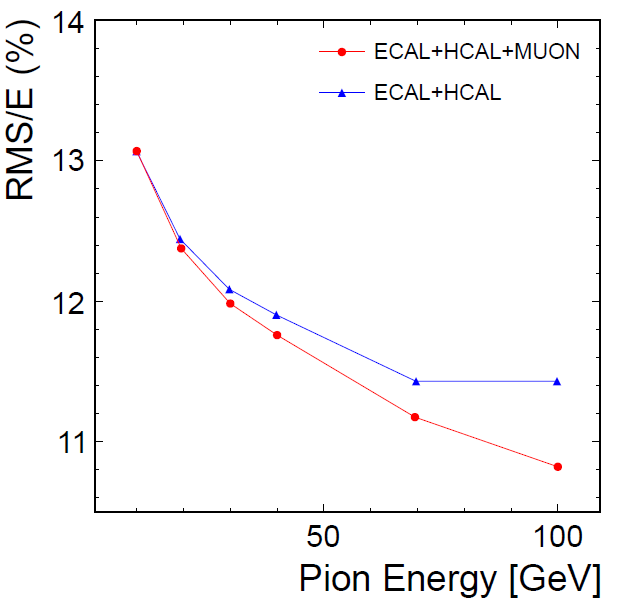 14
RMS/E (%)
ECAL+HCAL+MUON
ECAL+HCAL
13
12
11
50
100
Pion Energy [GeV]